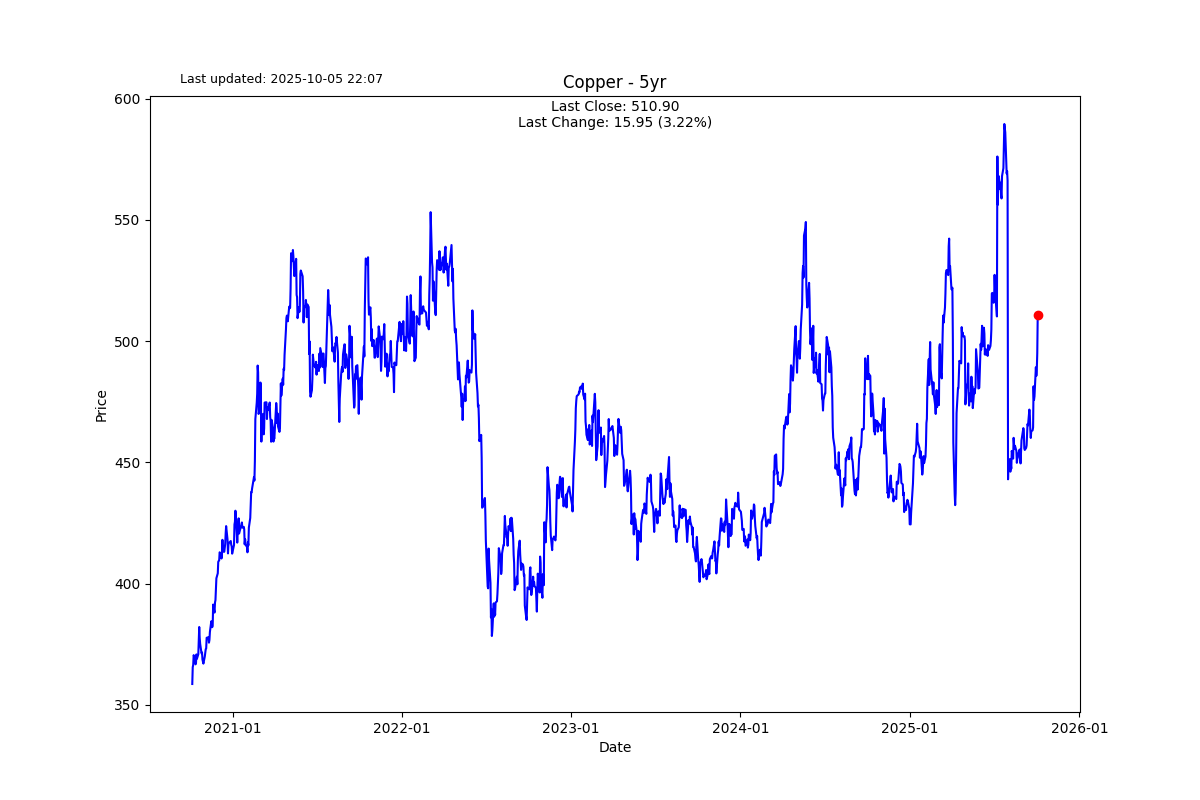 Last updated: 2025-10-05 22:07
Copper - 5yr
Last Close: 510.90
Last Change: 15.95 (3.22%)
600
550
500
450
400
350
Price
2021-01 2022-01 2023-01 2024-01 2025-01 2026-01
Date